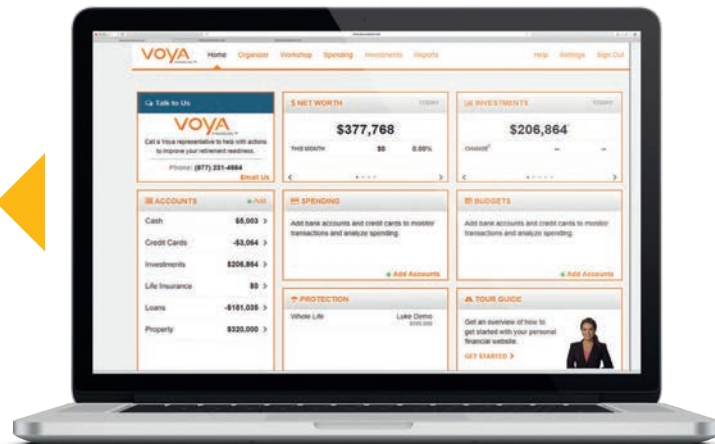 VOYA
Home Organizer Workshop Spending Investments Reports
Help Settings Sign Out
Talk to Us
VOYA
Call a Voya representative to help with actions
to improve your retirement readiness.
Phone: (877) 231-4664
Email Us
$ NET WORTH TODAY
$377,768
THIS MONTH $0 0.00%
INVESTMENTS TODAY
$206,864
CHANGE -- --
ACCOUNTS Add
Cash $5,003 >
Credit Cards -$3,064 >
Investments $206,864 >
Life Insurance $0 >
Loans -$151,035 >
Property $320,000 >
SPENDING
Add bank accounts and credit cards to monitor
transactions and analyze spending.
Add Accounts
BUDGETS
Add bank accounts and credit cards to monitor
transactions and analyze spending.
Add Accounts
PROTECTION
Whole Life Luke Demo
TOUR GUIDE
Get an overview of how to
get started with your personal
financial website.
GET STARTED >